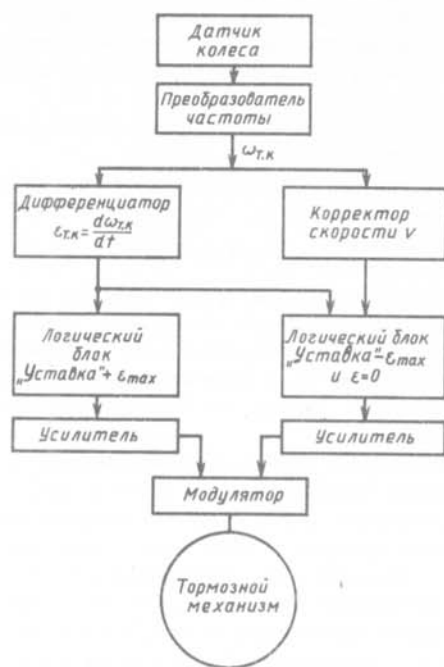 Датчик
колеса
Преобразователь
частоты
ωт.к
Дифференциатор
εт.к = dωт.к/dt
Корректор
скорости v
Логический
блок
„Уставка" + εmax
Логический блок
„Уставка" – εmax
и ε=0
Усилитель
Усилитель
Модулятор
Тормозной
механизм